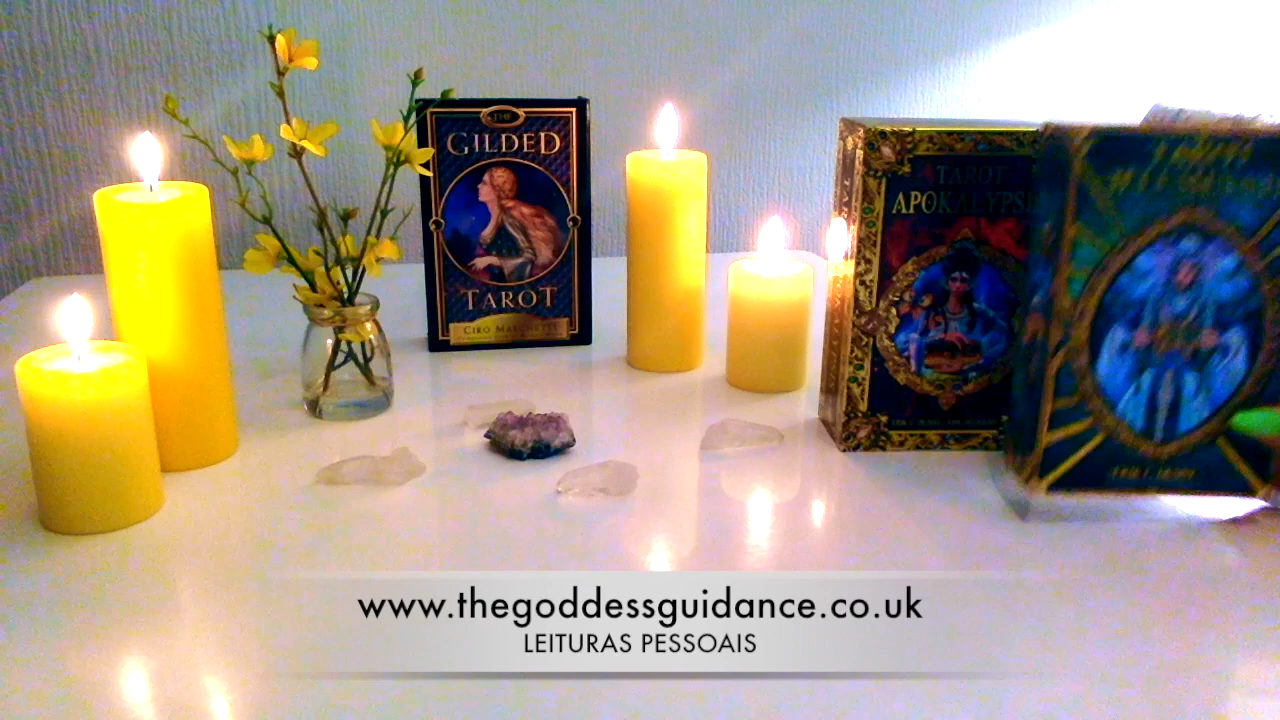 THE
GILDED
TAROT
CIRO MARCHETTI
TAROT
APOKALYPSIS
www.thegoddessguidance.co.uk
LEITURAS PESSOAIS